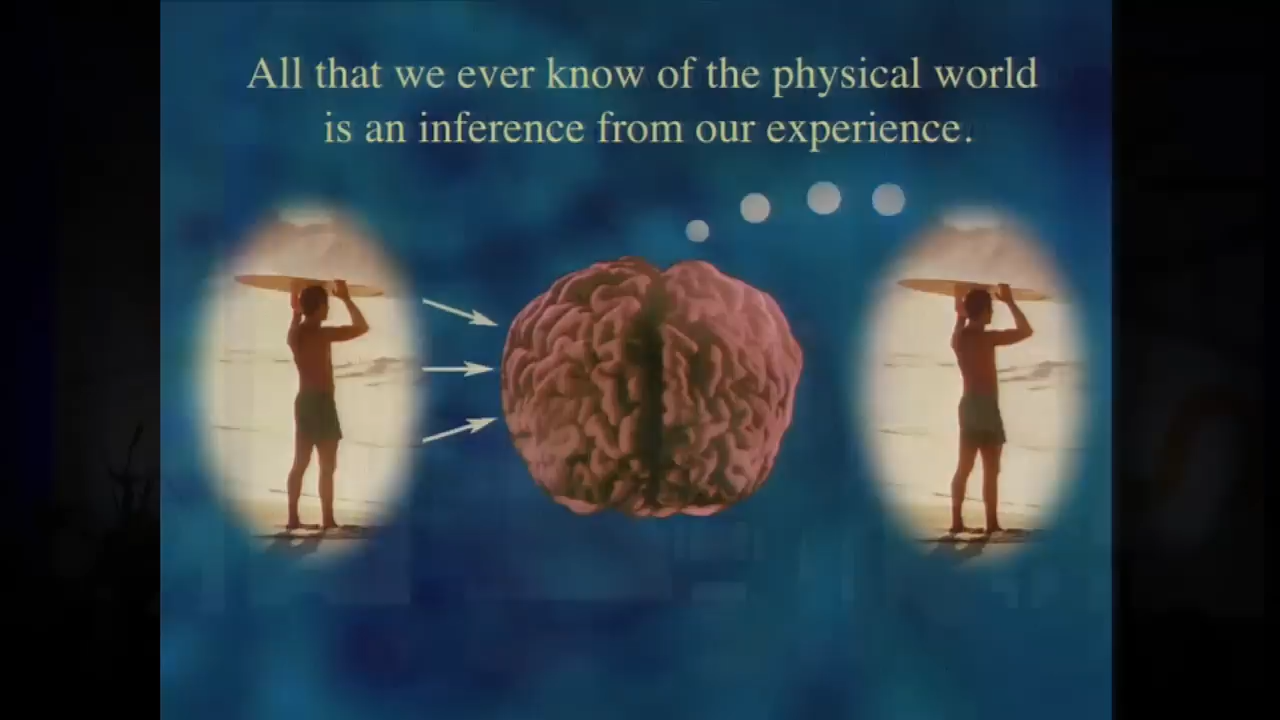 All that we ever know of the physical world
is an inference from our experience.